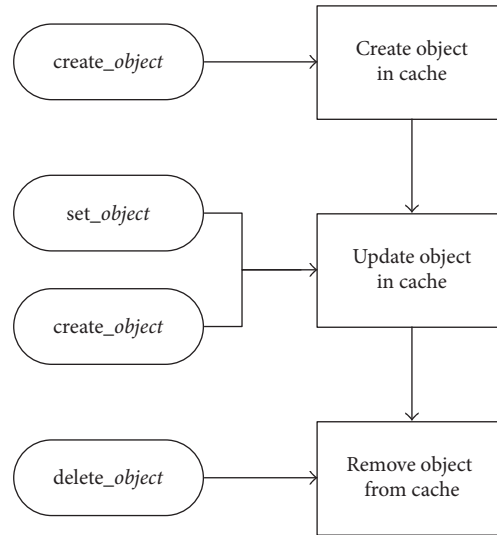 create_object
Create object
in cache
set_object
Update object
in cache
create_object
delete_object
Remove object
from cache